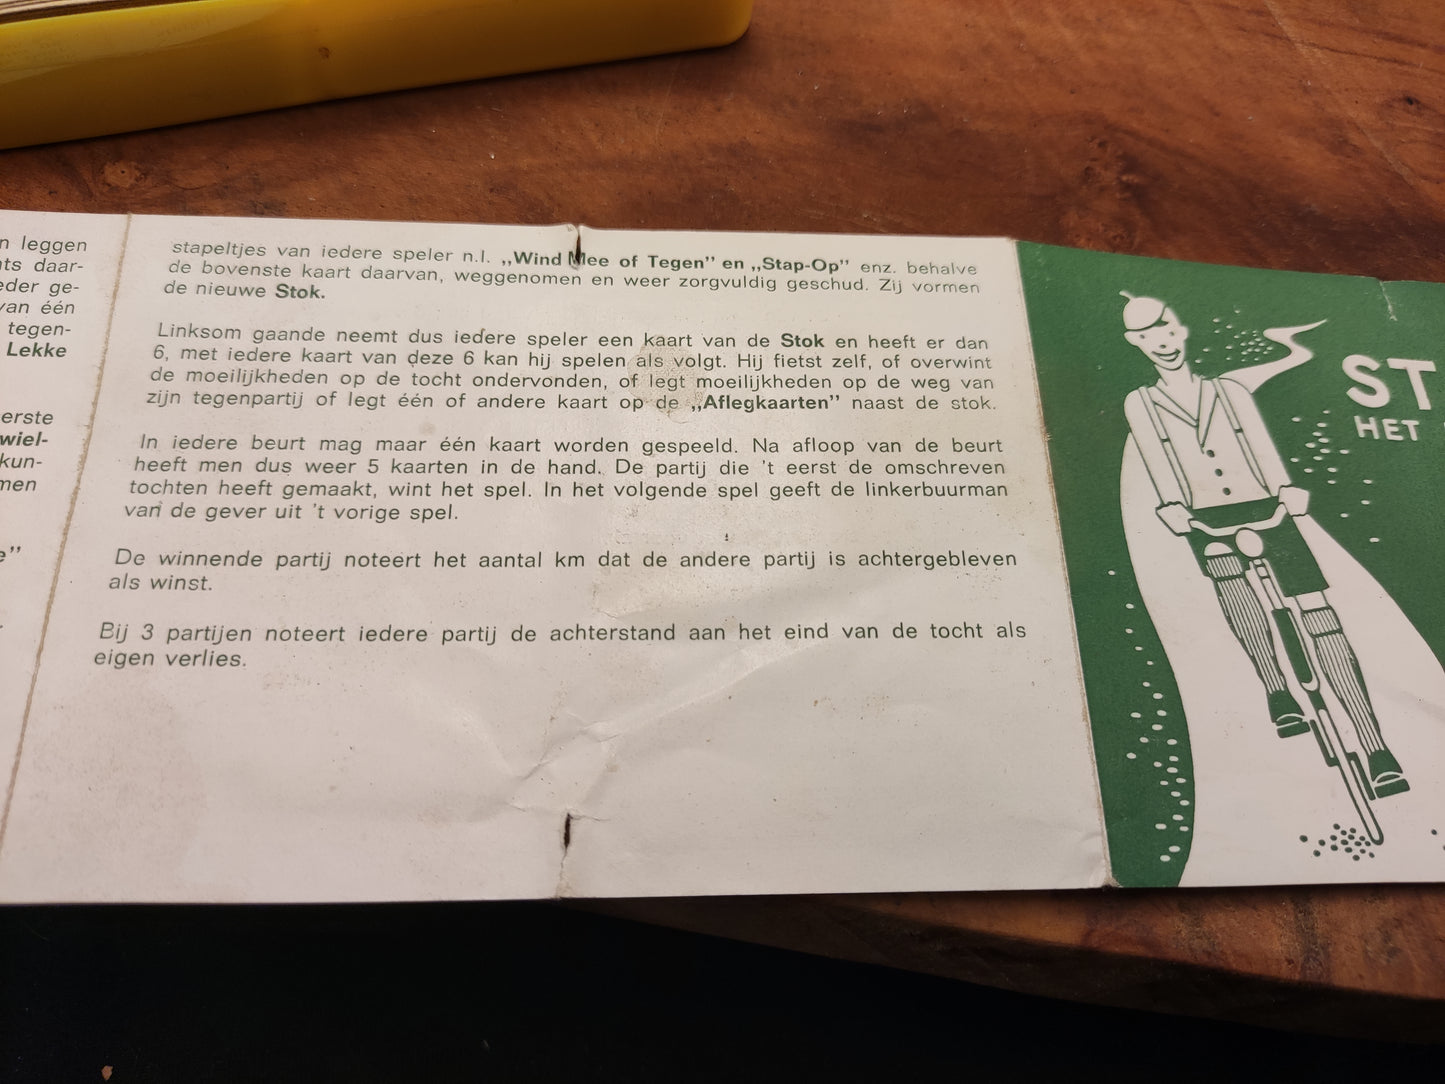 n leggen
ts daar-
eder ge-
van één
tegen-
Lekke
erste
wiel-
kun-
men
e”
stapeltjes van iedere speler n.l. „Wind Mee of Tegen” en „Stap-Op” enz. behalve
de bovenste kaart daarvan, weggenomen en weer zorgvuldig geschud. Zij vormen
de nieuwe Stok.
Linksom gaande neemt dus iedere speler een kaart van de Stok en heeft er dan
6, met iedere kaart van deze 6 kan hij spelen als volgt. Hij fietst zelf, of overwint
de moeilijkheden op de tocht ondervonden, of legt moeilijkheden op de weg van
zijn tegenpartij of legt één of andere kaart op de „Aflegkaarten” naast de stok.
In iedere beurt mag maar één kaart worden gespeeld. Na afloop van de beurt
heeft men dus weer 5 kaarten in de hand. De partij die 't eerst de omschreven
tochten heeft gemaakt, wint het spel. In het volgende spel geeft de linkerbuurman
van de gever uit 't vorige spel.
De winnende partij noteert het aantal km dat de andere partij is achtergebleven
als winst.
Bij 3 partijen noteert iedere partij de achterstand aan het eind van de tocht als
eigen verlies.
ST
HET